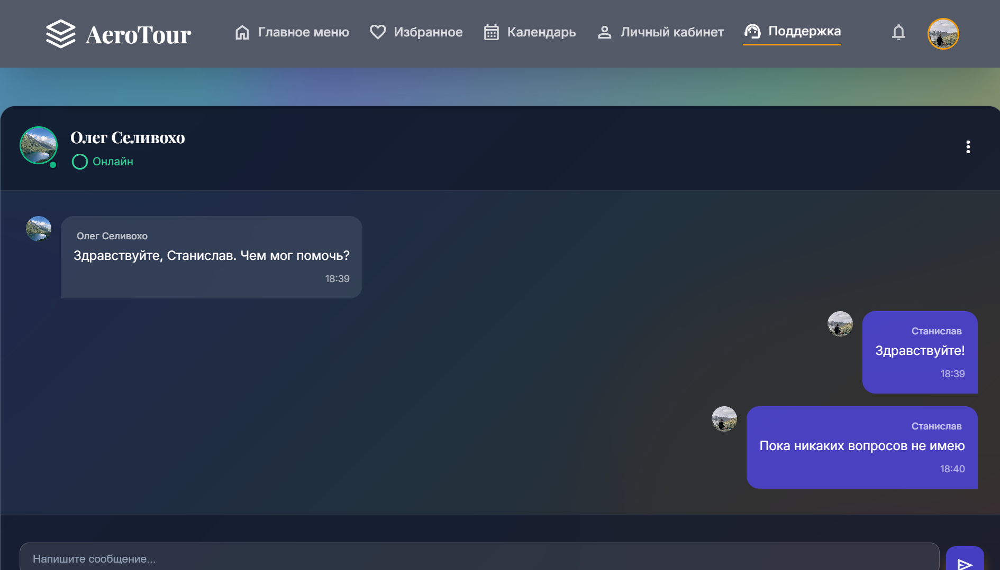 AeroTour
Главное меню
Избранное
Календарь
Личный кабинет
Поддержка
Олег Селивохо
Онлайн
Олег Селивохо
Здравствуйте, Станислав. Чем мог помочь?
18:39
Станислав
Здравствуйте!
18:39
Станислав
Пока никаких вопросов не имею
18:40
Напишите сообщение...